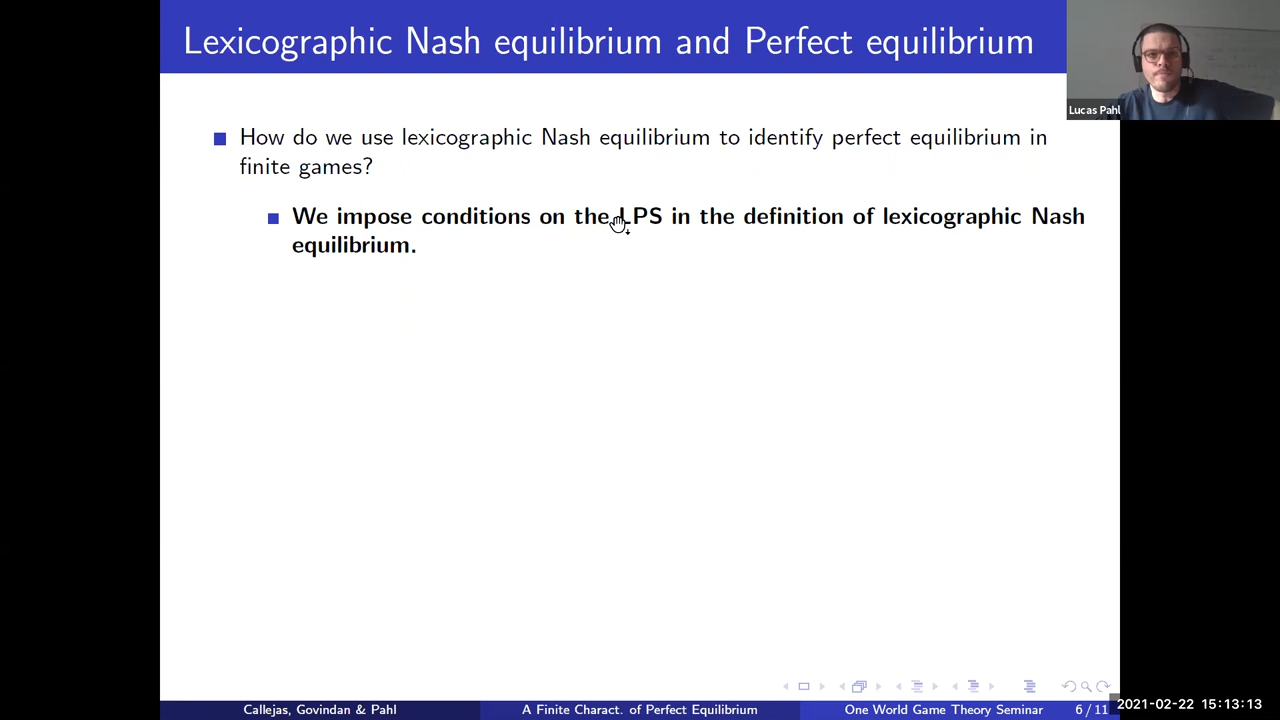 Lexicographic Nash equilibrium and Perfect equilibrium
Lucas Pahl
How do we use lexicographic Nash equilibrium to identify perfect equilibrium in
finite games?
We impose conditions on the LPS in the definition of lexicographic Nash
equilibrium.
Callejas, Govindan & Pahl
A Finite Charact. of Perfect Equilibrium
One World Game Theory Seminar
6 / 11
2021-02-22 15:13:13